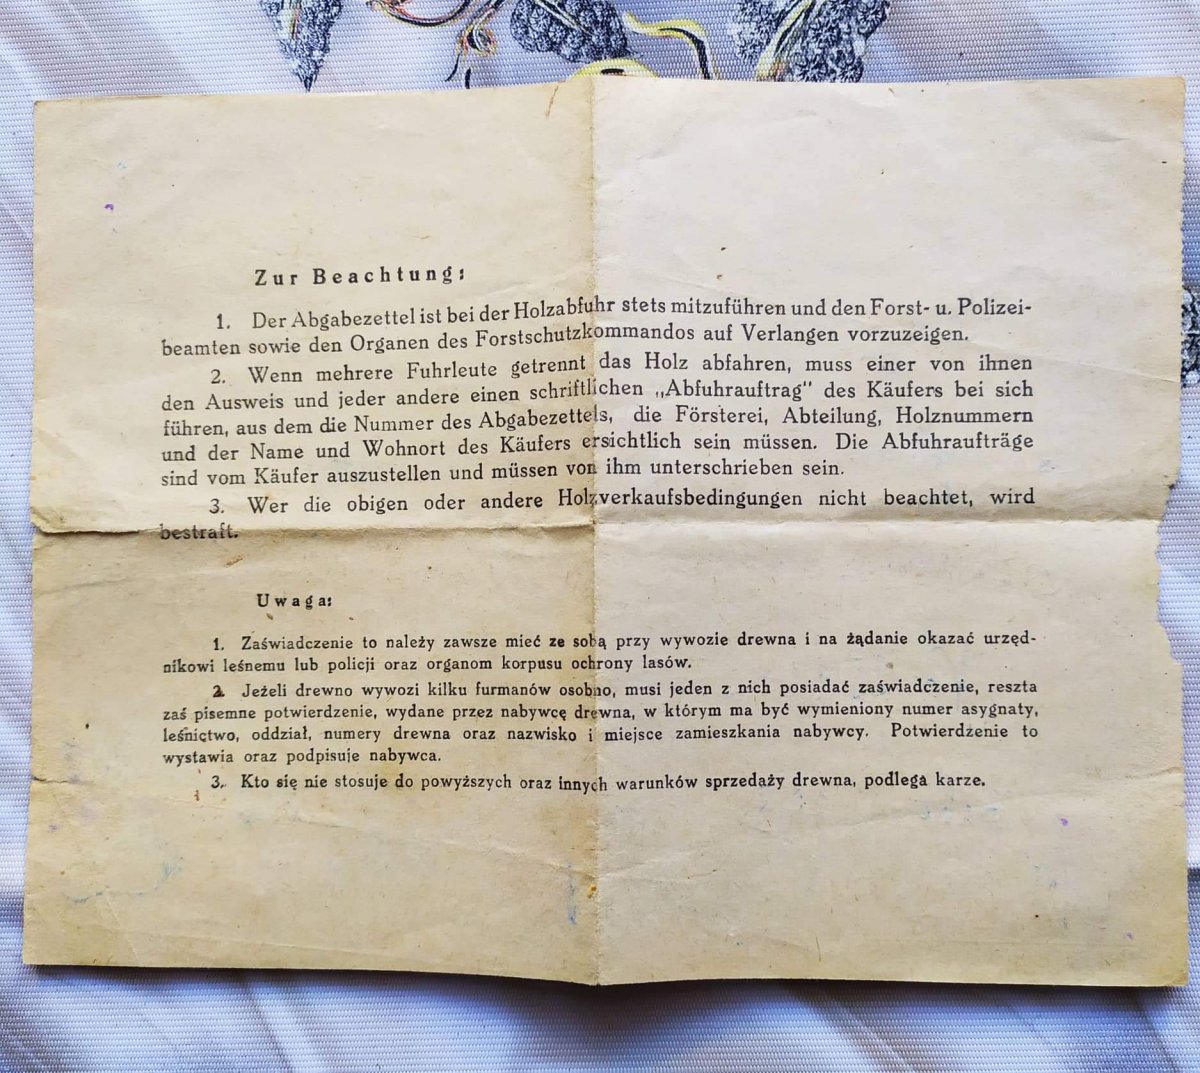 Zur Beachtung:
1. Der Abgabezettel ist bei der Holzabfuhr stets mitzuführen und den Forst- u. Polizei-
beamten sowie den Organen des Forstschutzkommandos auf Verlangen vorzuzeigen.
2. Wenn mehrere Fuhrleute getrennt das Holz abfahren, muss einer von ihnen
den Ausweis und jeder andere einen schriftlichen „Abfuhrauftrag" des Käufers bei sich
führen, aus dem die Nummer des Abgabezettels, die Försterei, Abteilung, Holznummern
und der Name und Wohnort des Käufers ersichtlich sein müssen. Die Abfuhraufträge
sind vom Käufer auszustellen und müssen von ihm unterschrieben sein.
3. Wer die obigen oder andere Holzverkaufsbedingungen nicht beachtet, wird
bestraft.
Uwaga:
1. Zaświadczenie to należy zawsze mieć ze sobą przy wywozie drewna i na żądanie okazać urzęd-
nikowi leśnemu lub policji oraz organom korpusu ochrony lasów.
2. Jeżeli drewno wywozi kilku furmanów osobno, musi jeden z nich posiadać zaświadczenie, reszta
zaś pisemne potwierdzenie, wydane przez nabywcę drewna, w którym ma być wymieniony numer asygnaty,
leśnictwo, oddział, numery drewna oraz nazwisko i miejsce zamieszkania nabywcy. Potwierdzenie to
wystawia oraz podpisuje nabywca.
3. Kto się nie stosuje do powyższych oraz innych warunków sprzedaży drewna, podlega karze.